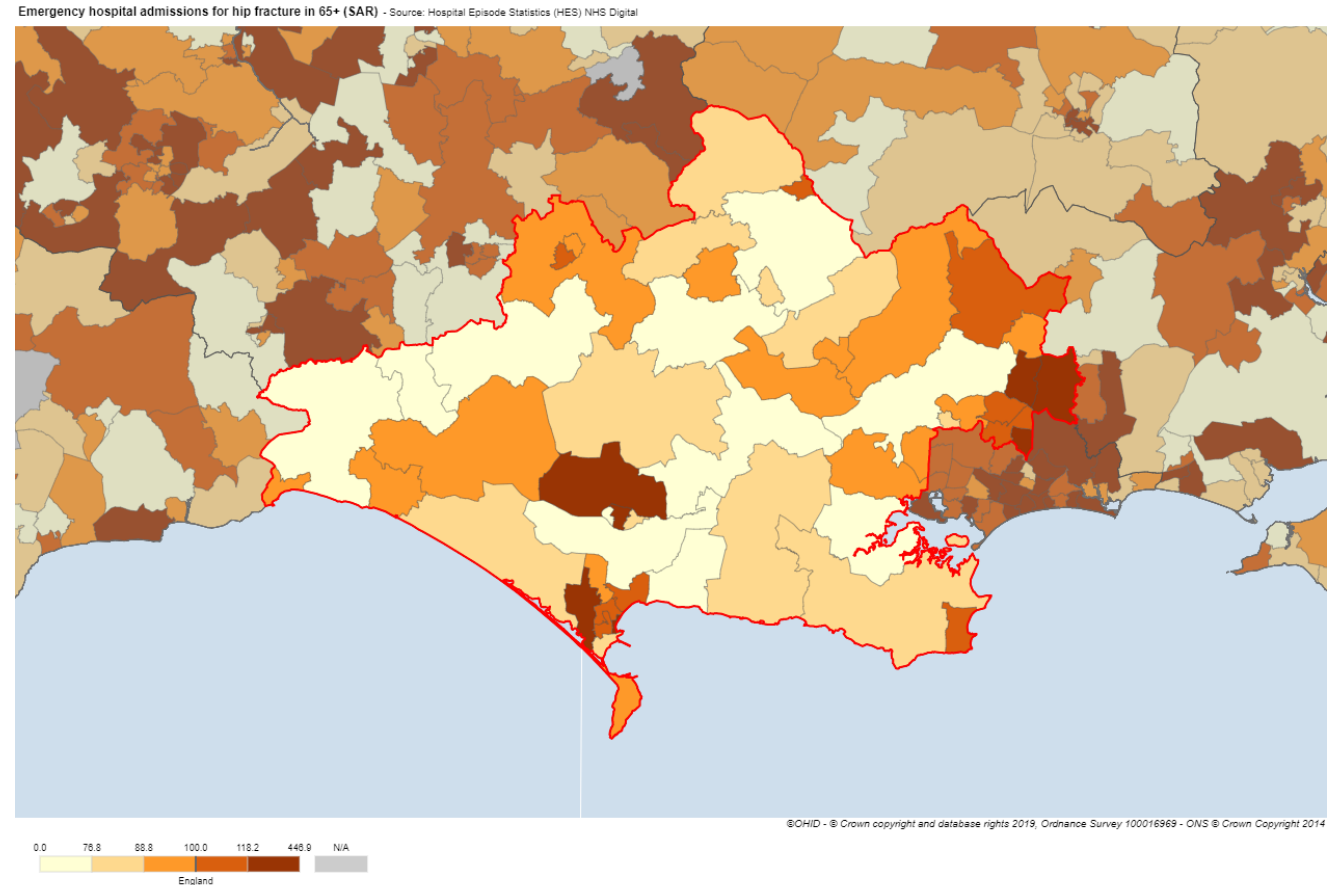 Emergency hospital admissions for hip fracture in 65+ (SAR) - Source: Hospital Episode Statistics (HES) NHS Digital
©OHID - © Crown copyright and database rights 2019, Ordnance Survey 100016969 - ONS © Crown Copyright 2014
0.0 76.8 88.8 100.0 118.2 446.9 N/A
England